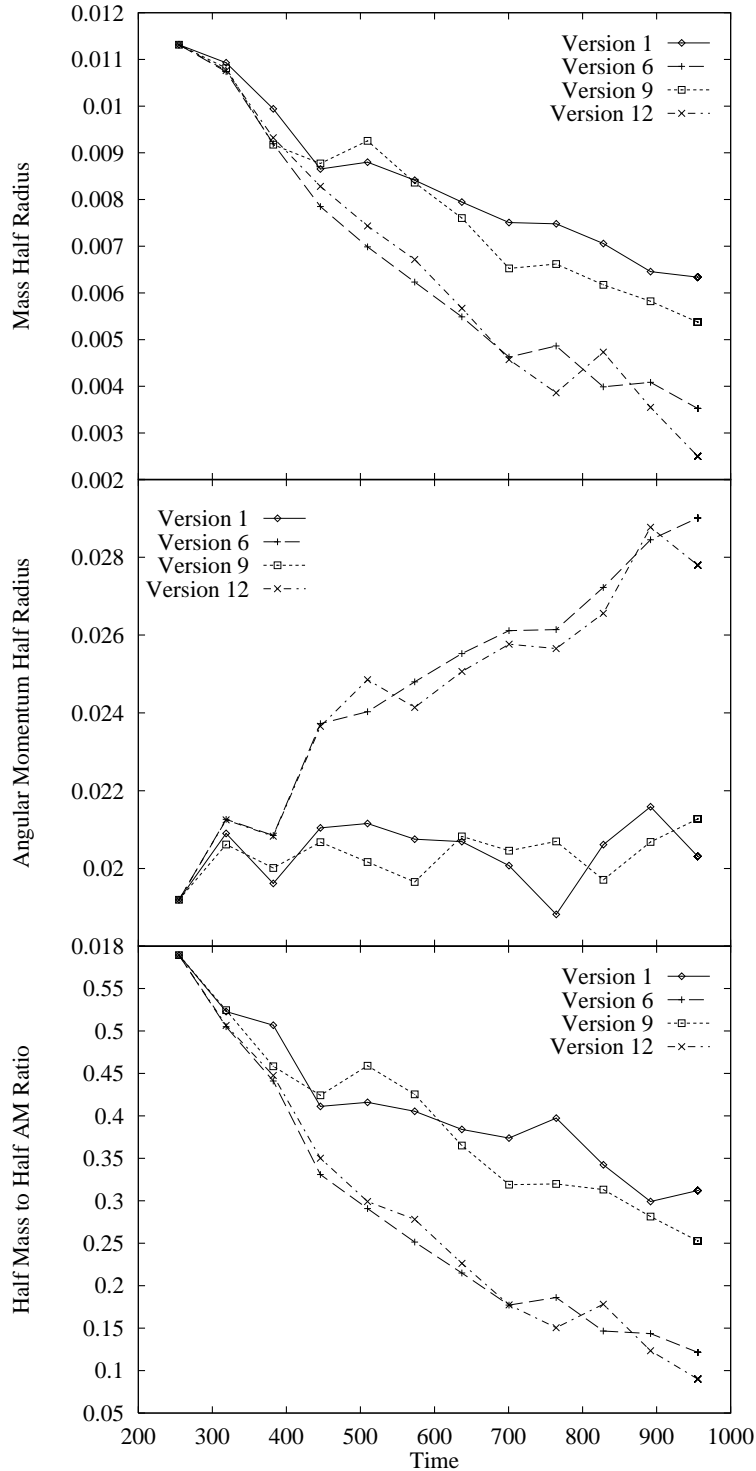 0.012
0.011
0.01
0.009
0.008
0.007
0.006
0.005
0.004
0.003
0.002
Mass Half Radius
Version 1
Version 6
Version 9
Version 12
0.028
0.026
0.024
0.022
0.02
0.018
Angular Momentum Half Radius
Version 1
Version 6
Version 9
Version 12
0.55
0.5
0.45
0.4
0.35
0.3
0.25
0.2
0.15
0.1
0.05
Half Mass to Half AM Ratio
Version 1
Version 6
Version 9
Version 12
200 300 400 500 600 700 800 900 1000
Time